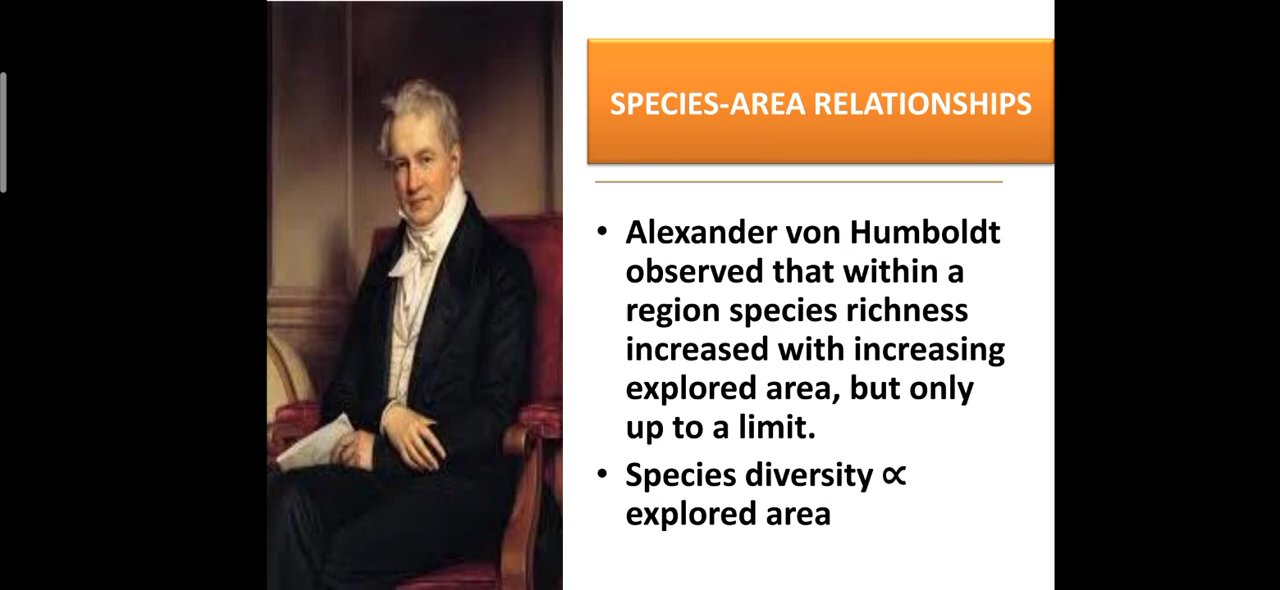 SPECIES-AREA RELATIONSHIPS
• Alexander von Humboldt
observed that within a
region species richness
increased with increasing
explored area, but only
up to a limit.
• Species diversity ∝
explored area